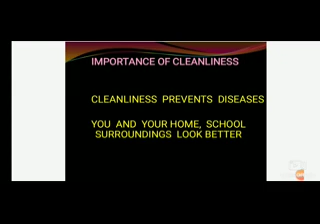 IMPORTANCE OF CLEANLINESS
CLEANLINESS PREVENTS DISEASES
YOU AND YOUR HOME, SCHOOL
SURROUNDINGS LOOK BETTER